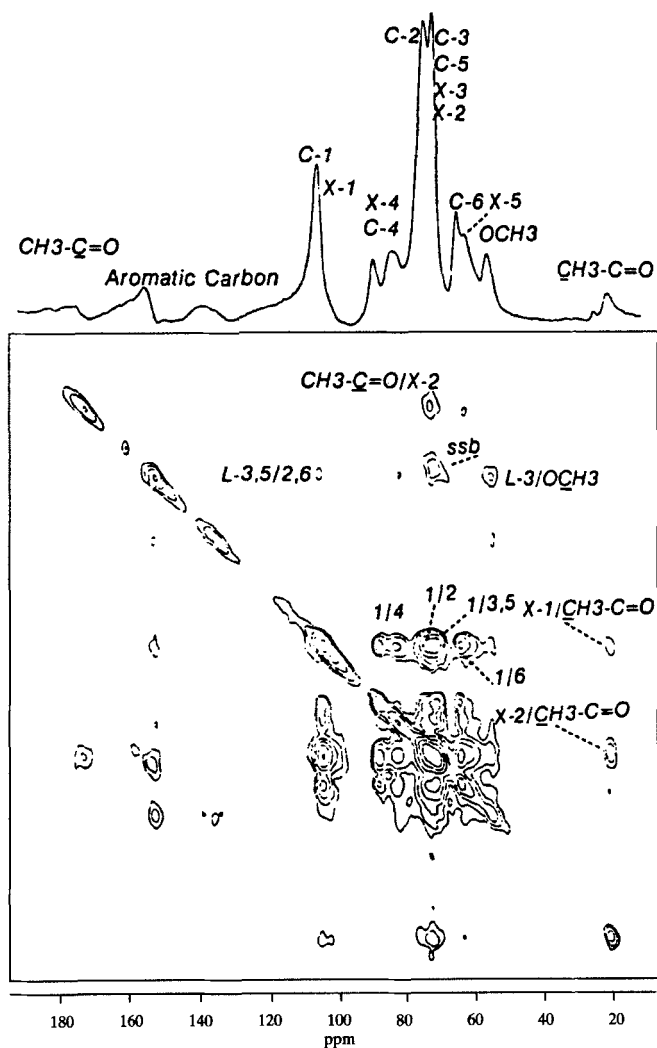 C-2 C-3
C-5
X-3
X-2
C-1
X-1
X-4
C-4
C-6 X-5
OCH3
CH3-C=O
Aromatic Carbon
CH3-C=O
CH3-C=O/X-2
ssb
L-3,5/2,6
L-3/OCH3
1/2
1/4
1/3,5
X-1/CH3-C=O
1/6
X-2/CH3-C=O
180 160 140 120 100 80 60 40 20
ppm